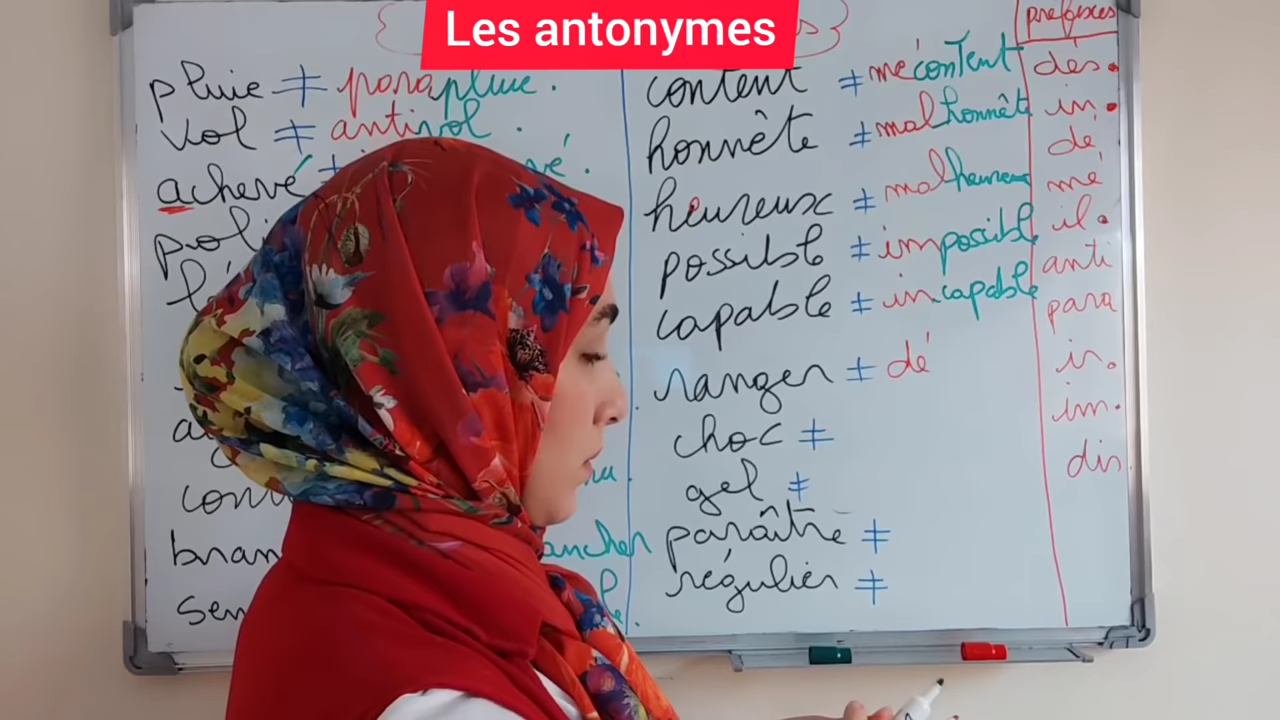 Les antonymes
préfixes
pluie ≠ parapluie.
vol ≠ antivol.
achevé ≠
vé.
content ≠ mécontent
honnête ≠ malhonnête
heureux ≠ malheureux
possible ≠ impossible
capable ≠ incapable
ranger ≠ dé
choc ≠
gel ≠
paraître ≠
régulier ≠
dés.
in.
dé
mé
il.
anti
para
ir.
im.
dis.